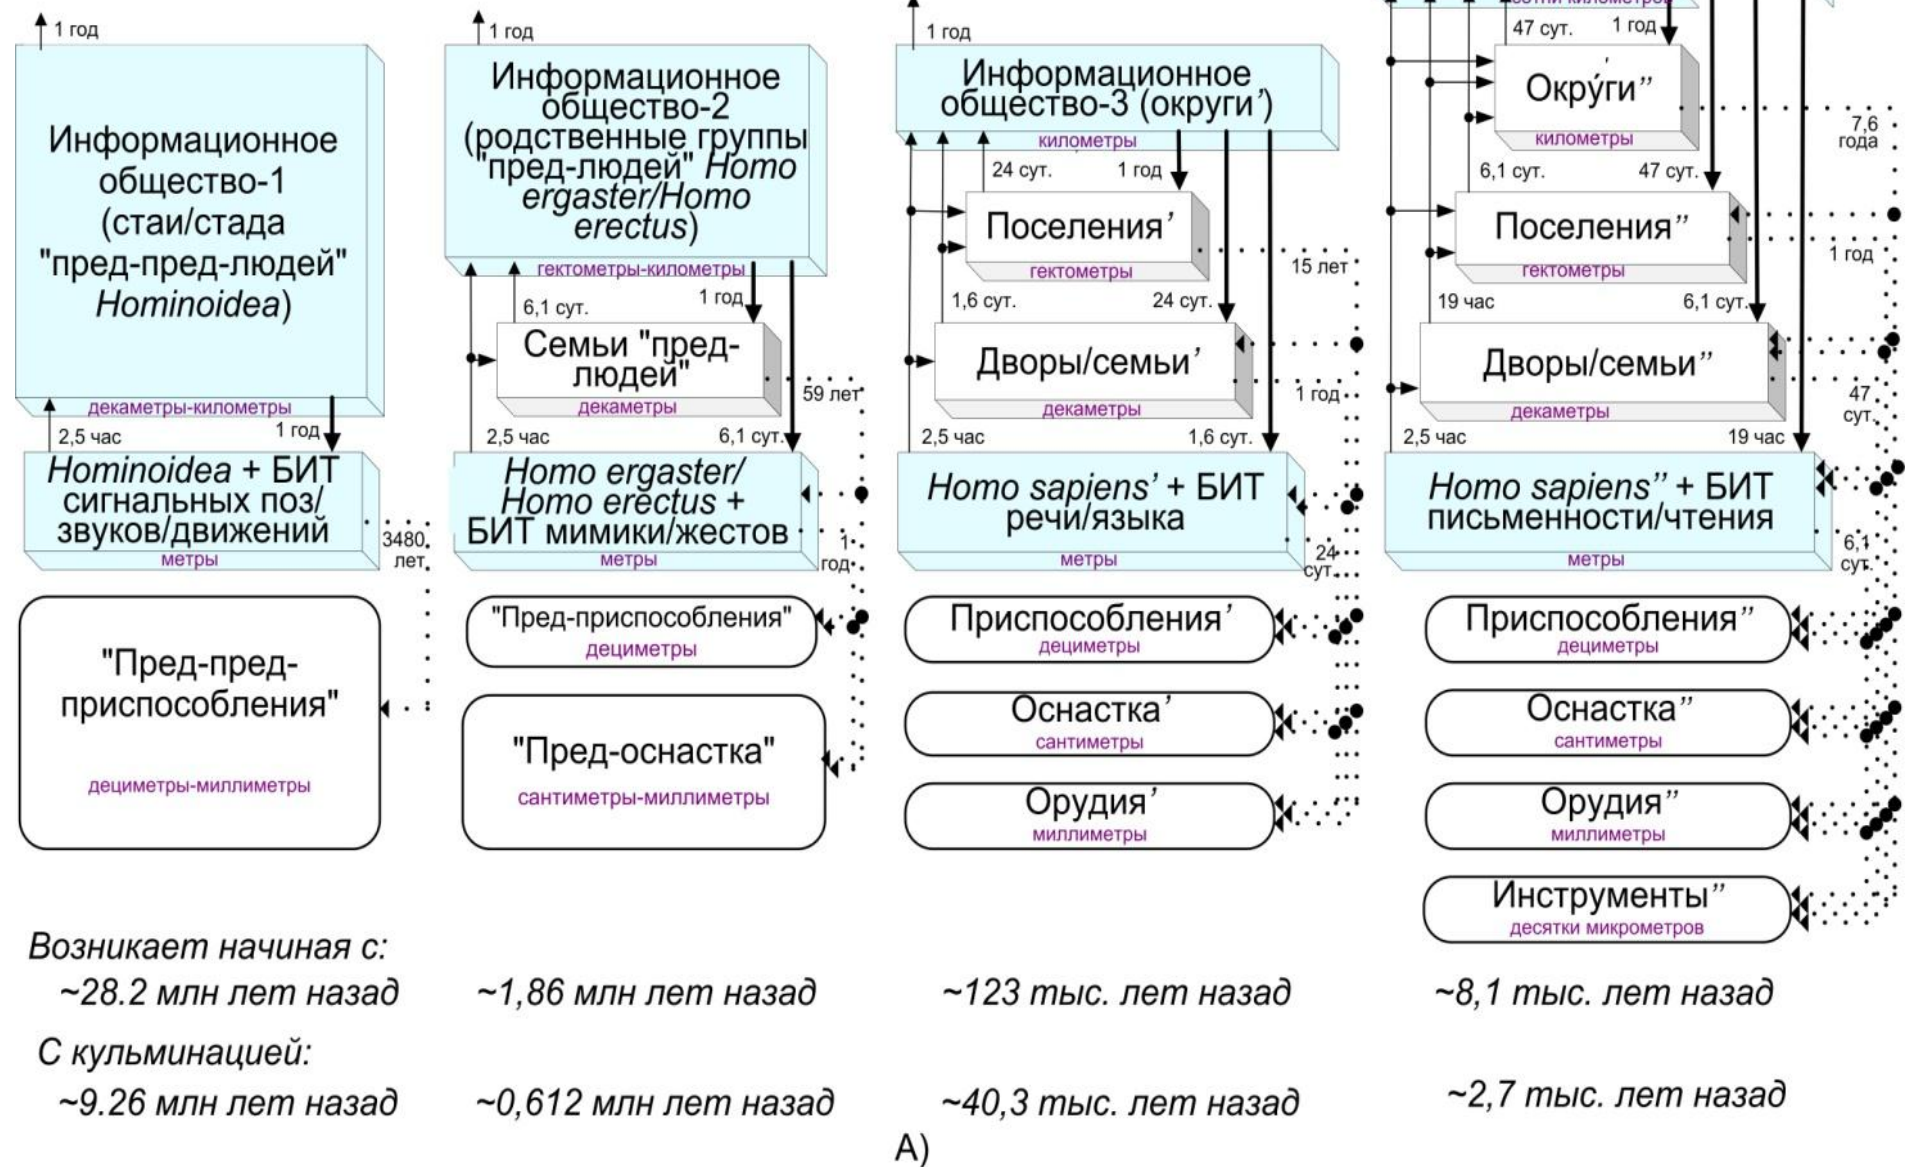 1 год
Информационное
общество-1
(стаи/стада
"пред-пред-людей"
Hominoidea)
декаметры-километры
2,5 час
1 год
Hominoidea + БИТ
сигнальных поз/
звуков/движений
метры
3480
лет
"Пред-пред-
приспособления"
дециметры-миллиметры
1 год
Информационное
общество-2
(родственные группы
"пред-людей" Homo
ergaster/Homo
erectus)
гектометры-километры
6,1 сут.
1 год
Семьи "пред-
людей"
декаметры
59 лет
2,5 час
6,1 сут.
Homo ergaster/
Homo erectus +
БИТ мимики/жестов
метры
1
год
"Пред-приспособления"
дециметры
"Пред-оснастка"
сантиметры-миллиметры
1 год
Информационное
общество-3 (округи’)
километры
24 сут.
1 год
Поселения’
гектометры
15 лет
1,6 сут.
24 сут.
Дворы/семьи’
декаметры
1 год
2,5 час
1,6 сут.
Homo sapiens’ + БИТ
речи/языка
метры
24
сут.
Приспособления’
дециметры
Оснастка’
сантиметры
Орудия’
миллиметры
сотни километров
47 сут.
1 год
Окру́ги’’
километры
7,6
года
6,1 сут.
47 сут.
Поселения’’
гектометры
1 год
19 час
6,1 сут.
Дворы/семьи’’
декаметры
47
сут.
2,5 час
19 час
Homo sapiens’’ + БИТ
письменности/чтения
метры
6,1
сут.
Приспособления’’
дециметры
Оснастка’’
сантиметры
Орудия’’
миллиметры
Инструменты’’
десятки микрометров
Возникает начиная с:
~28.2 млн лет назад
~1,86 млн лет назад
~123 тыс. лет назад
~8,1 тыс. лет назад
С кульминацией:
~9.26 млн лет назад
~0,612 млн лет назад
~40,3 тыс. лет назад
~2,7 тыс. лет назад
А)